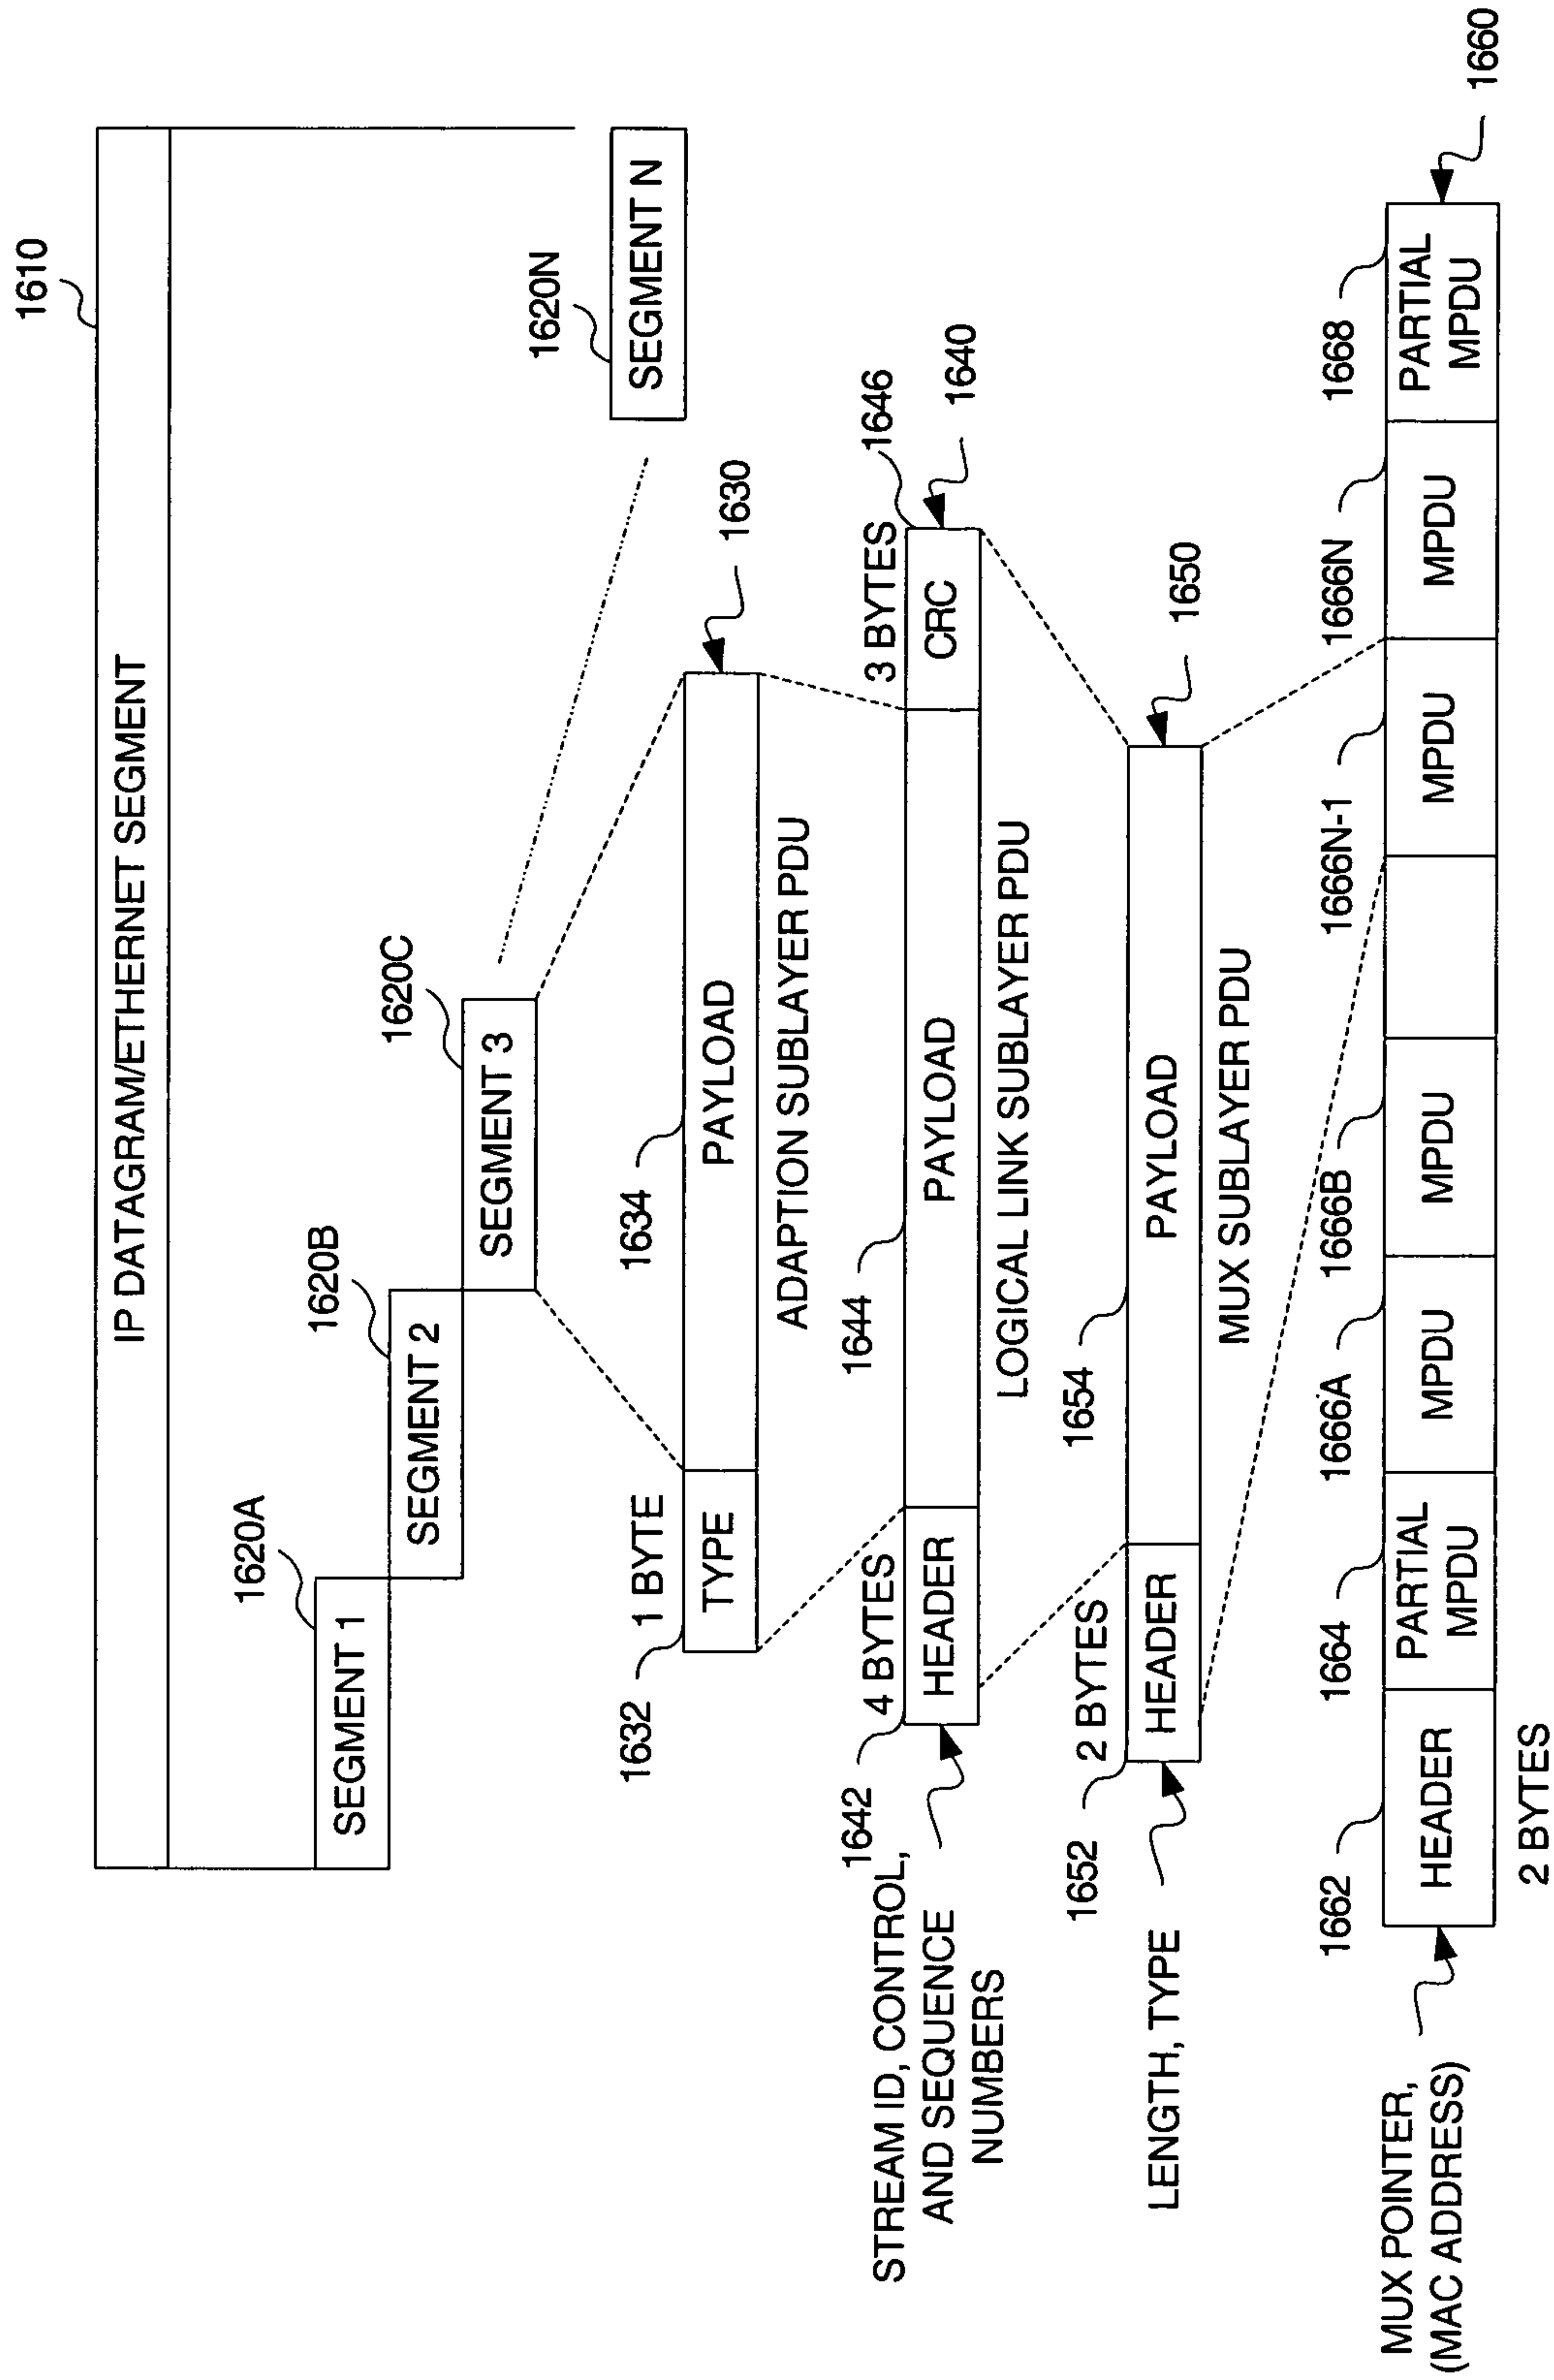 1610
IP DATAGRAM/ETHERNET SEGMENT
1620A
SEGMENT 1
1620B
SEGMENT 2
1620C
SEGMENT 3
1620N
SEGMENT N
1630
1632
1 BYTE
TYPE
1634
PAYLOAD
ADAPTION SUBLAYER PDU
1640
1642
4 BYTES
HEADER
1644
PAYLOAD
3 BYTES
1646
CRC
LOGICAL LINK SUBLAYER PDU
STREAM ID, CONTROL,
AND SEQUENCE
NUMBERS
1650
1652
2 BYTES
HEADER
1654
PAYLOAD
MUX SUBLAYER PDU
LENGTH, TYPE
1660
1662
HEADER
2 BYTES
1664
PARTIAL
MPDU
1666A
MPDU
1666B
MPDU
1666N-1
MPDU
1666N
MPDU
1668
PARTIAL
MPDU
MUX POINTER,
(MAC ADDRESS)